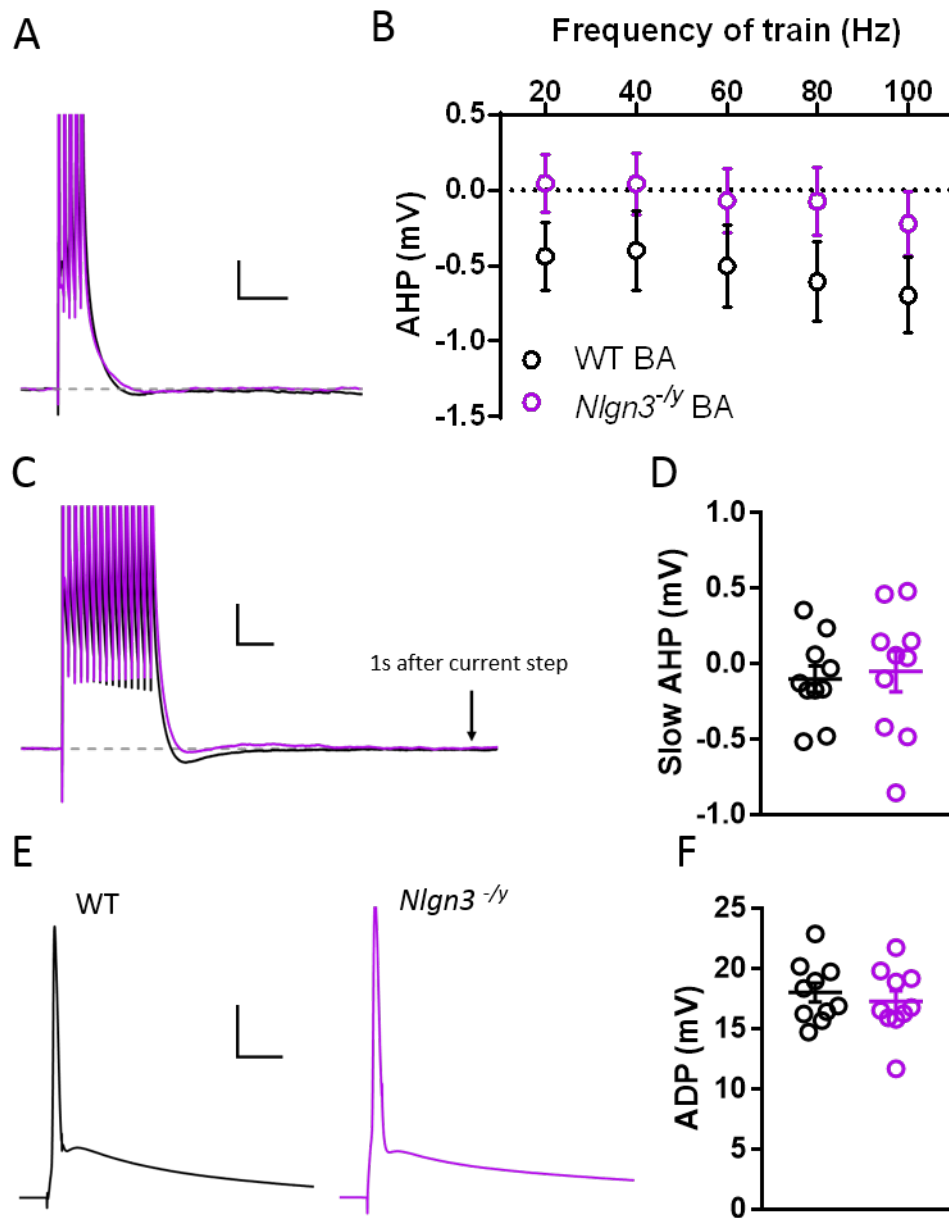 A
B
Frequency of train (Hz)
20 40 60 80 100
0.5
0.0
-0.5
-1.0
-1.5
AHP (mV)
WT BA
Nlgn3-/y BA
C
1s after current step
D
1.0
0.5
0.0
-0.5
-1.0
Slow AHP (mV)
E
WT
Nlgn3 -/y
F
25
20
15
10
5
0
ADP (mV)